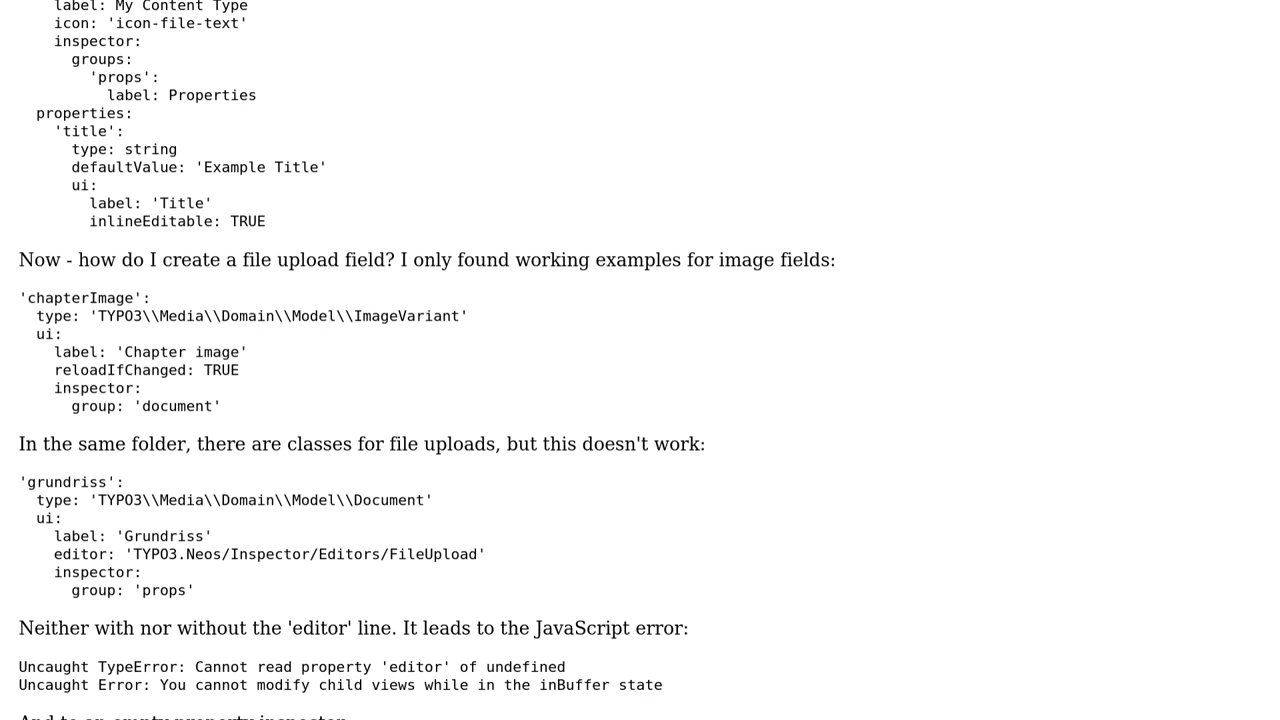 label: My Content Type
icon: 'icon-file-text'
inspector:
groups:
'props':
label: Properties
properties:
'title':
type: string
defaultValue: 'Example Title'
ui:
label: 'Title'
inlineEditable: TRUE
Now - how do I create a file upload field? I only found working examples for image fields:
'chapterImage':
type: 'TYPO3\\Media\\Domain\\Model\\ImageVariant'
ui:
label: 'Chapter image'
reloadIfChanged: TRUE
inspector:
group: 'document'
In the same folder, there are classes for file uploads, but this doesn't work:
'grundriss':
type: 'TYPO3\\Media\\Domain\\Model\\Document'
ui:
label: 'Grundriss'
editor: 'TYPO3.Neos/Inspector/Editors/FileUpload'
inspector:
group: 'props'
Neither with nor without the 'editor' line. It leads to the JavaScript error:
Uncaught TypeError: Cannot read property 'editor' of undefined
Uncaught Error: You cannot modify child views while in the inBuffer state
And to an empty property inspector.